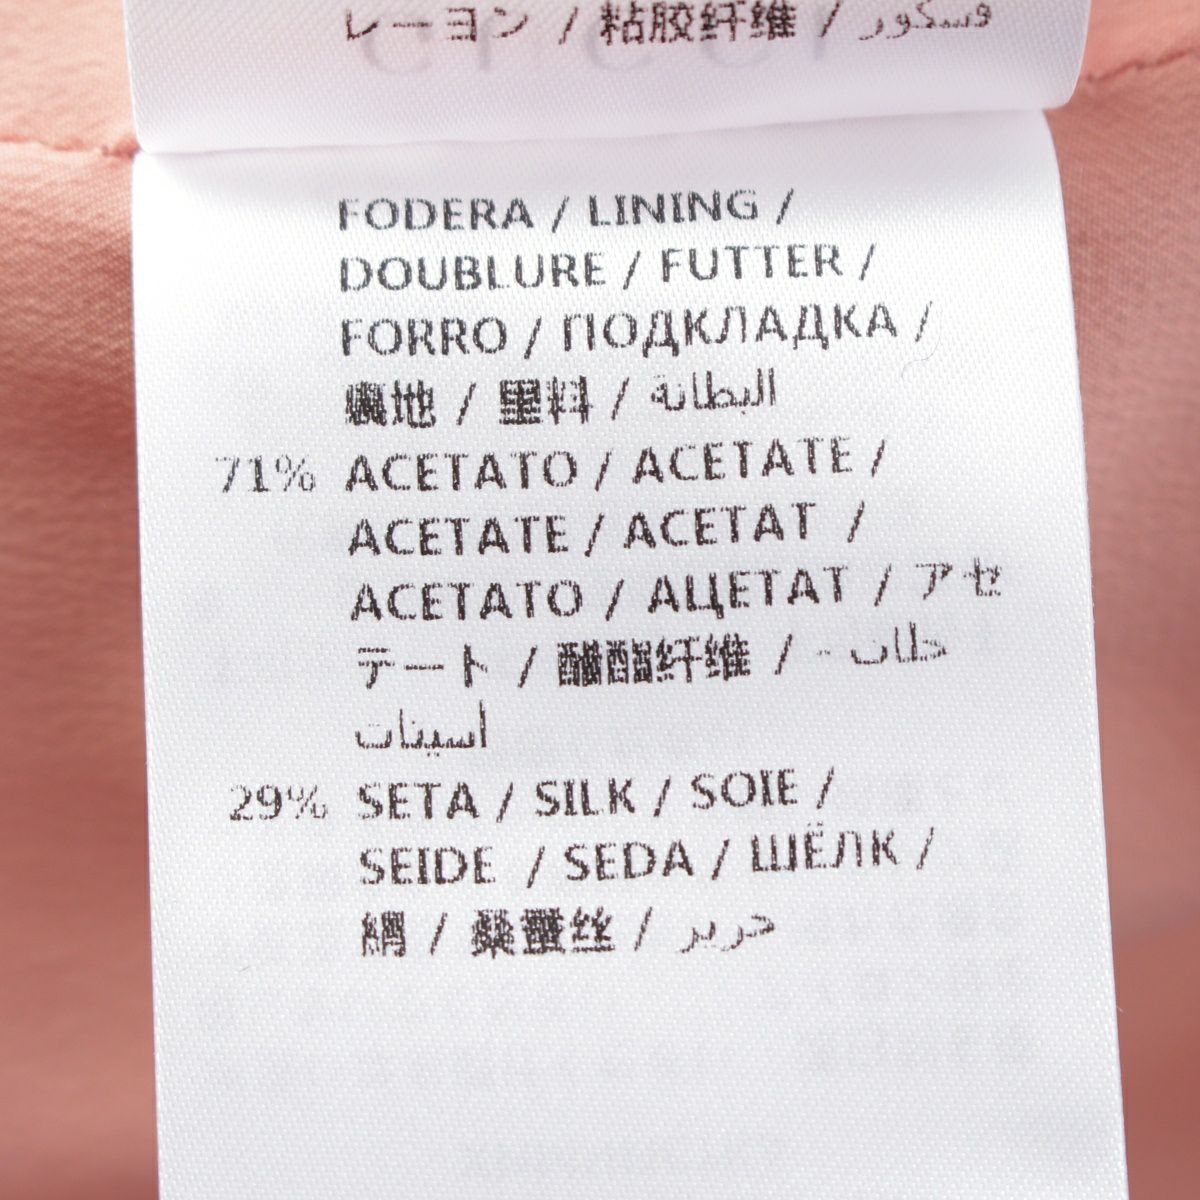 レーヨン / 粘胶纤维 / فسكور
FODERA / LINING /
DOUBLURE / FUTTER /
FORRO / ПОДКЛАДКА /
裏地 / 里料 / البطانة
71% ACETATO / ACETATE /
ACETATE / ACETAT /
ACETATO / АЦЕТАТ / アセ
テート / 醋酯纤维 / - خلات
أسيتات
29% SETA / SILK / SOIE /
SEIDE / SEDA / ШЁЛК /
絹 / 桑蚕丝 / حرير